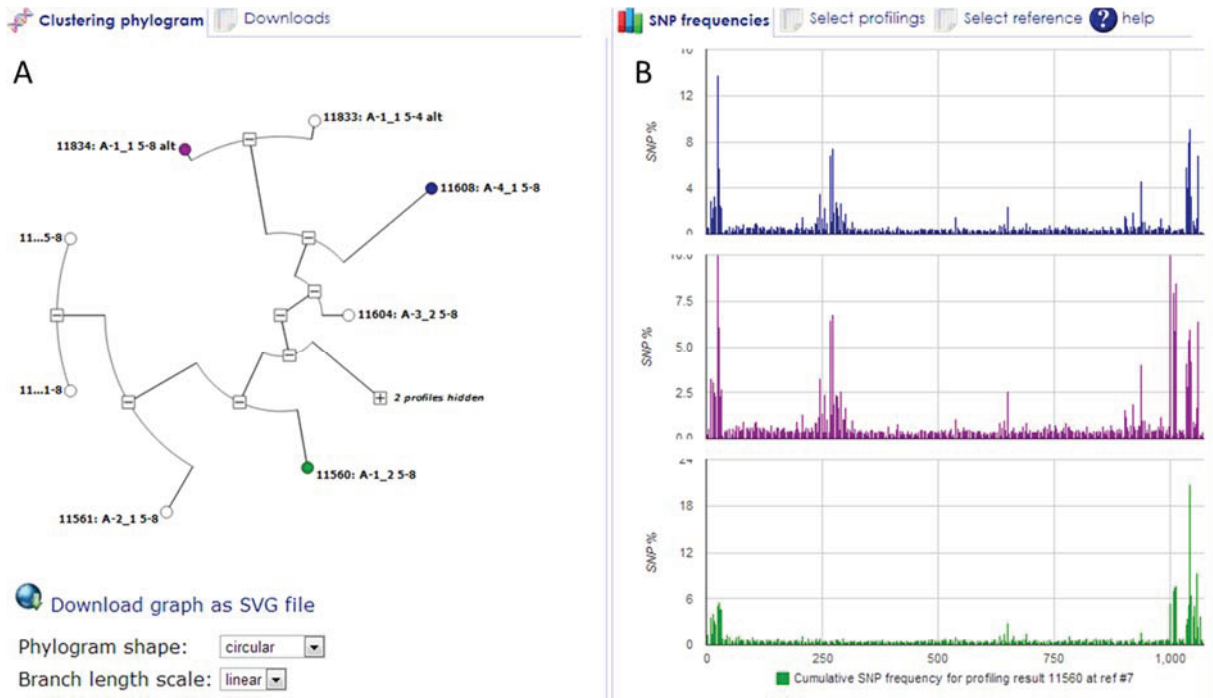 Clustering phylogram
Downloads
A
11833: A-1_1 5-4 alt
11834: A-1_1 5-8 alt
11608: A-4_1 5-8
11...5-8
11604: A-3_2 5-8
11...1-8
2 profiles hidden
11560: A-1_2 5-8
11561: A-2_1 5-8
Download graph as SVG file
Phylogram shape: circular
Branch length scale: linear
SNP frequencies
Select profilings
Select reference
? help
B
16
12
8
4
0
SNP%
10.0
7.5
5.0
2.5
0.0
SNP%
24
18
12
6
0
SNP%
0 250 500 750 1,000
Cumulative SNP frequency for profiling result 11560 at ref #7